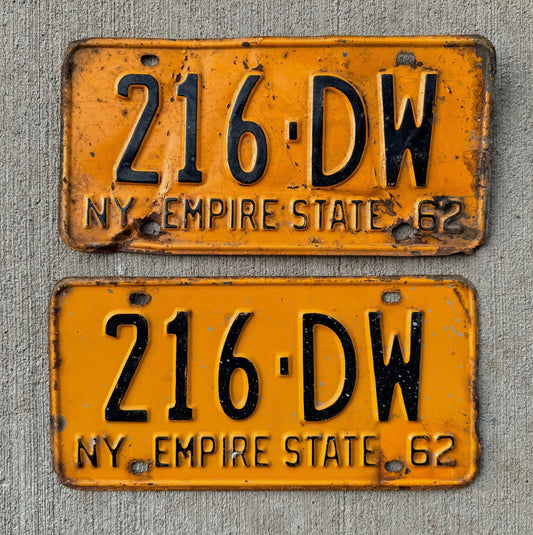 216·DW
NY EMPIRE STATE 62
216·DW
NY EMPIRE STATE 62